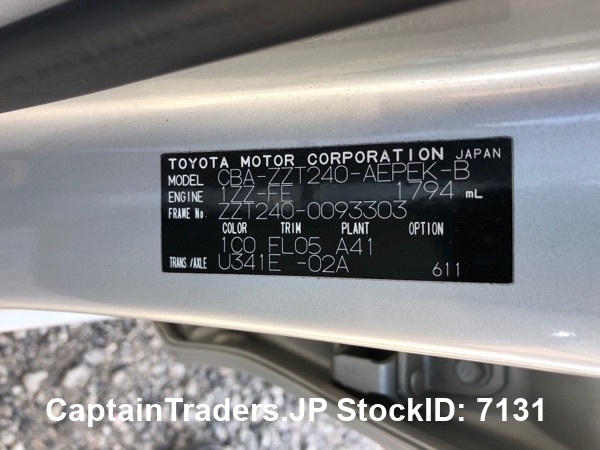 TOYOTA MOTOR CORPORATION JAPAN
MODEL CBA-ZZT240-AEPEK-B
ENGINE 1ZZ-FE 1794 mL
FRAME No. ZZT240-0093303
COLOR TRIM PLANT OPTION
1C0 FL05 A41
TRANS/AXLE U341E -02A 611
CaptainTraders.JP StockID: 7131